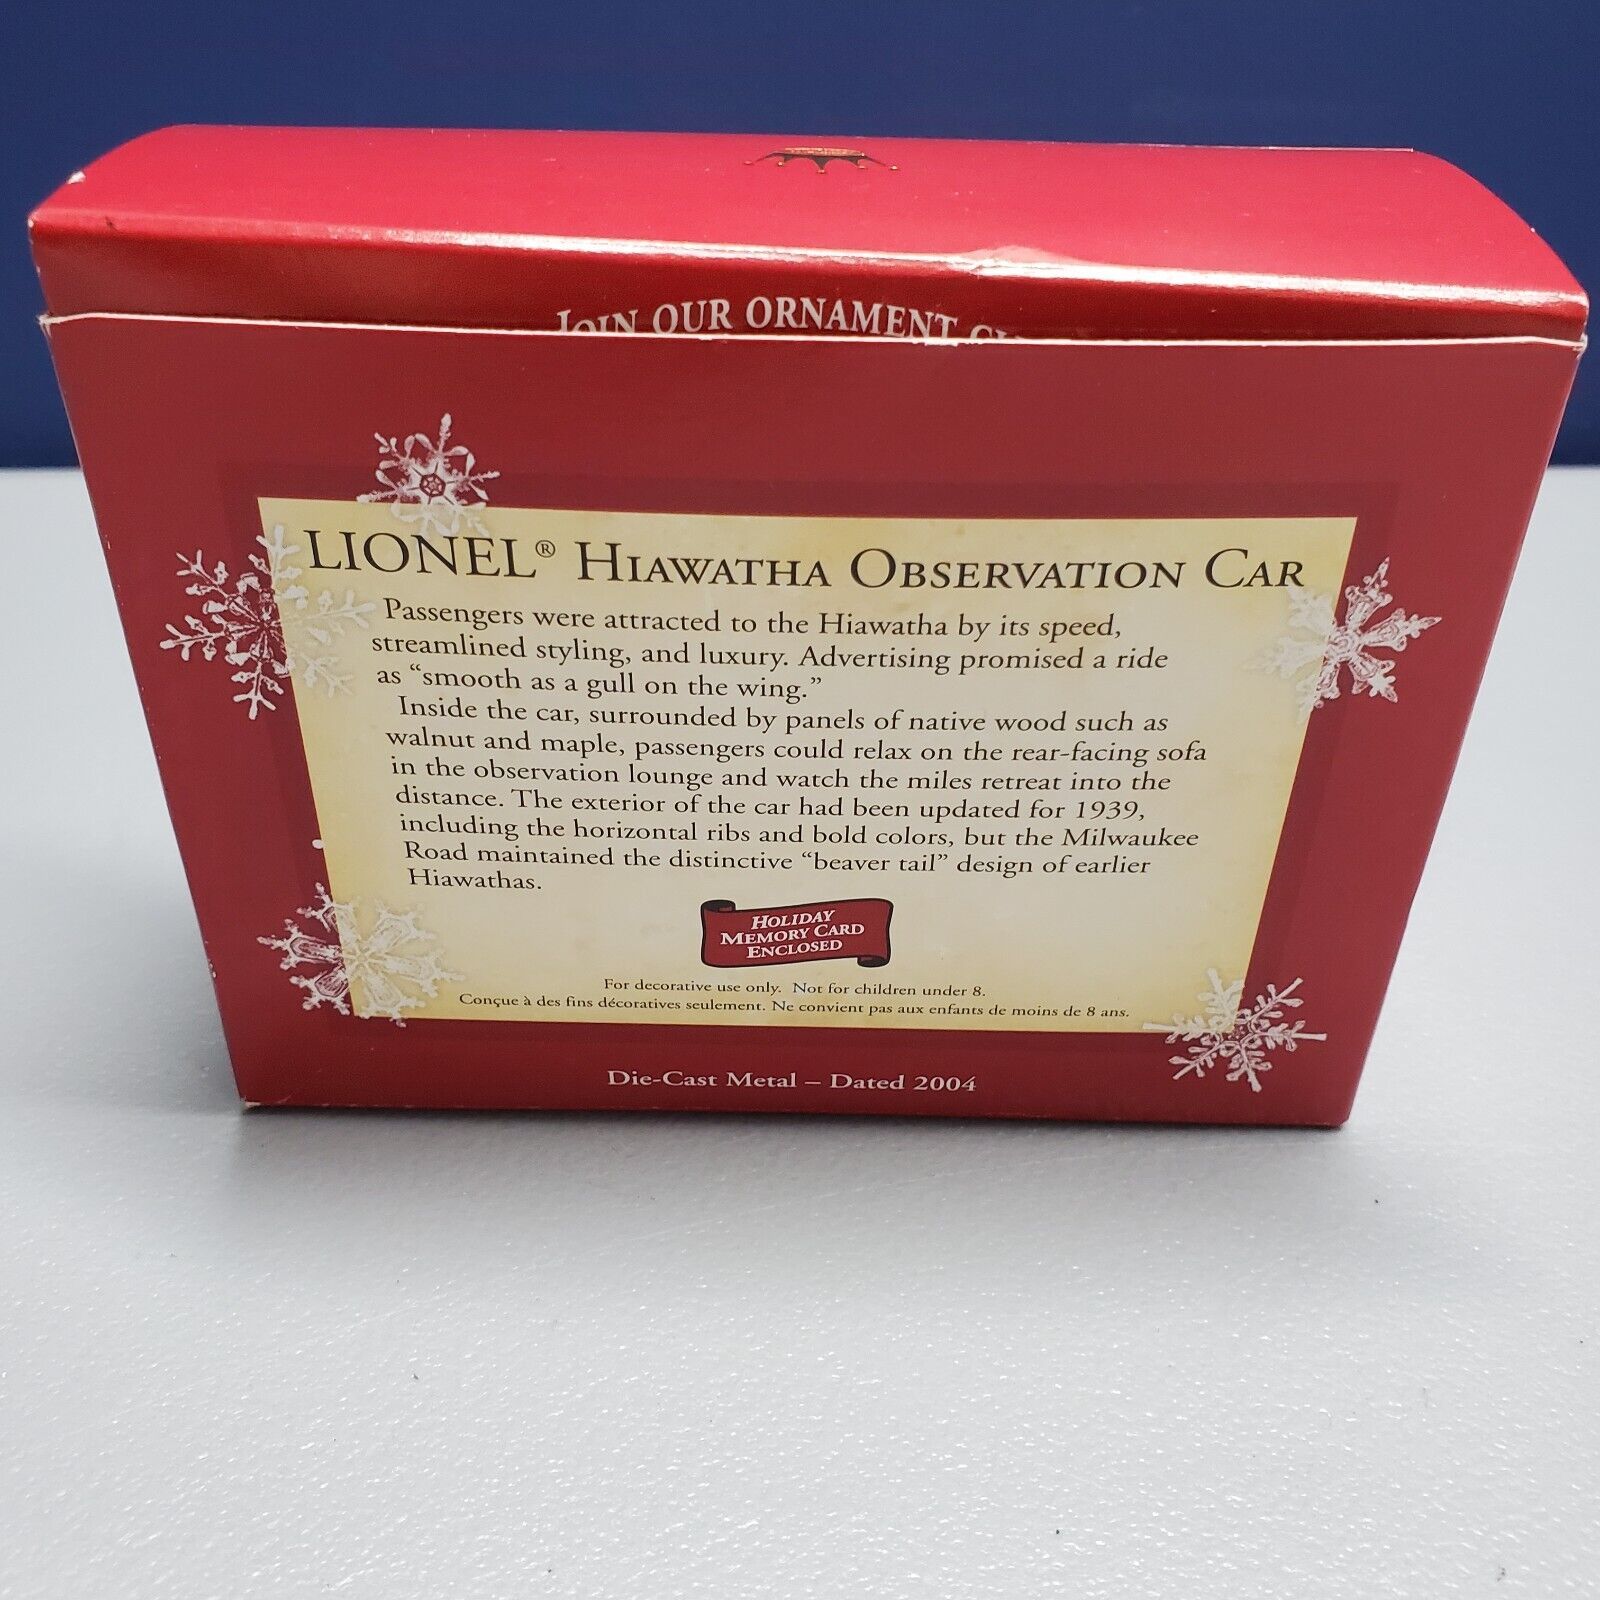 JOIN OUR ORNAMENT
LIONEL® HIAWATHA OBSERVATION CAR
Passengers were attracted to the Hiawatha by its speed,
streamlined styling, and luxury. Advertising promised a ride
as “smooth as a gull on the wing.”
Inside the car, surrounded by panels of native wood such as
walnut and maple, passengers could relax on the rear-facing sofa
in the observation lounge and watch the miles retreat into the
distance. The exterior of the car had been updated for 1939,
including the horizontal ribs and bold colors, but the Milwaukee
Road maintained the distinctive “beaver tail” design of earlier
Hiawathas.
HOLIDAY
MEMORY CARD
ENCLOSED
For decorative use only. Not for children under 8.
Conçue à des fins décoratives seulement. Ne convient pas aux enfants de moins de 8 ans.
Die-Cast Metal – Dated 2004